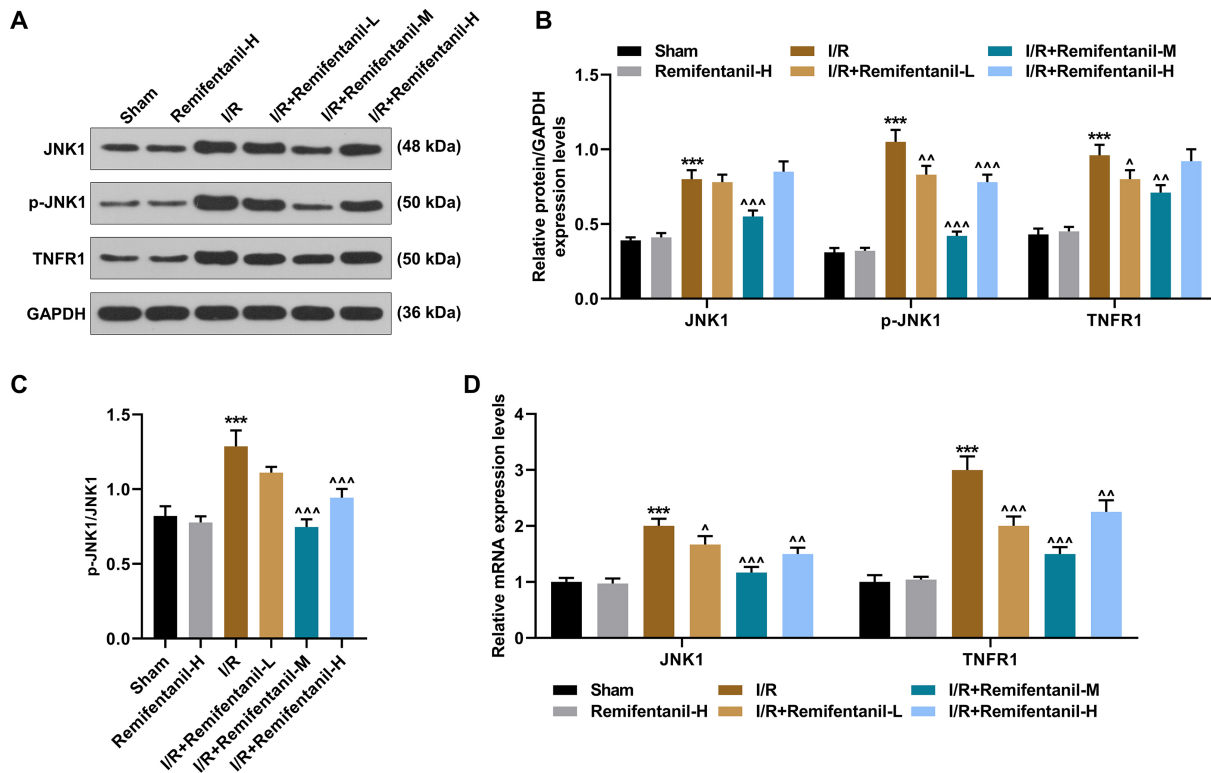 A
Sham
Remifentanil-H
I/R
I/R+Remifentanil-L
I/R+Remifentanil-M
I/R+Remifentanil-H
JNK1
(48 kDa)
p-JNK1
(50 kDa)
TNFR1
(50 kDa)
GAPDH
(36 kDa)
B
Sham
I/R
I/R+Remifentanil-M
Remifentanil-H
I/R+Remifentanil-L
I/R+Remifentanil-H
Relative protein/GAPDH
expression levels
1.5
1.0
0.5
0.0
***
^^^
***
^^
^^^
^^^
***
^
^^
JNK1
p-JNK1
TNFR1
C
p-JNK1/JNK1
1.5
1.0
0.5
0.0
***
^^^
^^^
Sham
Remifentanil-H
I/R
I/R+Remifentanil-L
I/R+Remifentanil-M
I/R+Remifentanil-H
D
Relative mRNA expression levels
4
3
2
1
0
***
^
^^^
^^
***
^^^
^^^
^^
JNK1
TNFR1
Sham
I/R
I/R+Remifentanil-M
Remifentanil-H
I/R+Remifentanil-L
I/R+Remifentanil-H